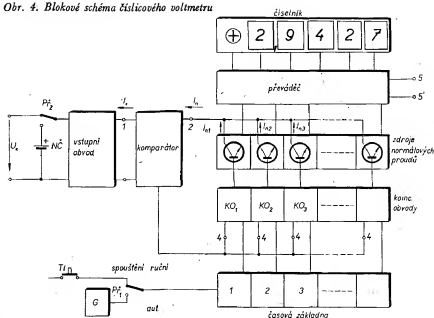 Obr. 4. Blokové schéma číslicového voltmetru
číselník
+ 2 9 4 2 7
převáděč
5
5'
Př2
Ix
In
1
2
In1
In2
In3
Ux
NČ
vstupní
obvod
komparátor
zdroje
normálových
proudů
KO1
KO2
KO3
koinc.
obvody
4
4
4
4
Tl
n
spouštění ruční
Př1
aut
G
1
2
3
časová základna